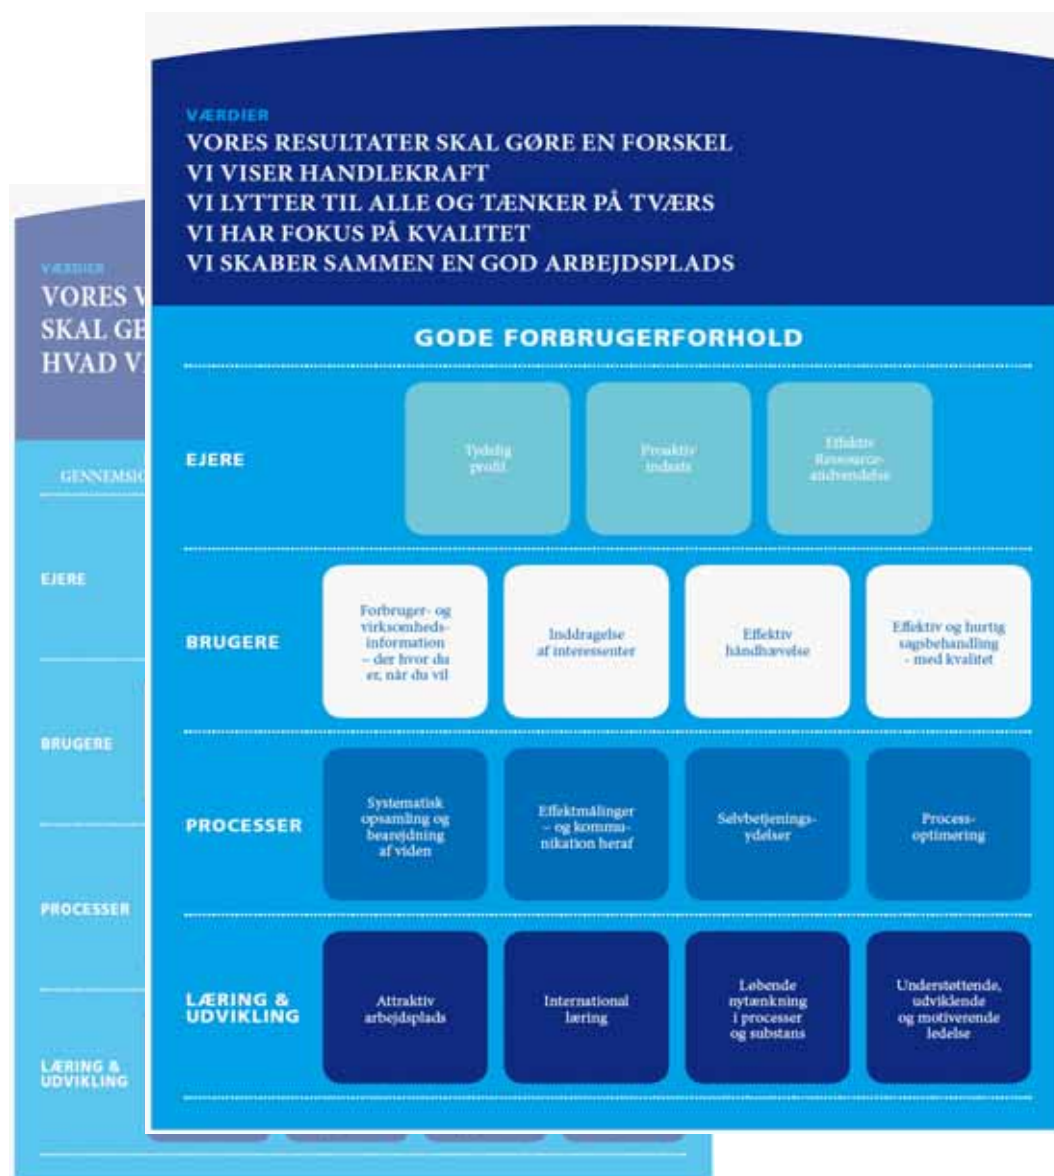 VÆRDIER
VORES RESULTATER SKAL GØRE EN FORSKEL
VI VISER HANDLEKRAFT
VI LYTTER TIL ALLE OG TÆNKER PÅ TVÆRS
VI HAR FOKUS PÅ KVALITET
VI SKABER SAMMEN EN GOD ARBEJDSPLADS
GODE FORBRUGERFORHOLD
EJERE
Tydelig
profil
Proaktiv
indsats
Effektiv
Ressource-
andvendelse
BRUGERE
Forbruger- og
virksomheds-
information
– der hvor du
er, når du vil
Inddragelse
af interessenter
Effektiv
håndhævelse
Effektiv og hurtig
sagsbehandling
- med kvalitet
PROCESSER
Systematisk
opsamling og
bearejdning
af viden
Effektmålinger
– og kommu-
nikation heraf
Selvbetjenings-
ydelser
Process-
optimering
LÆRING &
UDVIKLING
Attraktiv
arbejdsplads
International
læring
Løbende
nytænkning
i processer
og substans
Understøttende,
udviklende
og motiverende
ledelse
VÆRDIER
VORES V
SKAL GE
HVAD V
GENNEMSIG
EJERE
BRUGERE
PROCESSER
LÆRING &
UDVIKLING